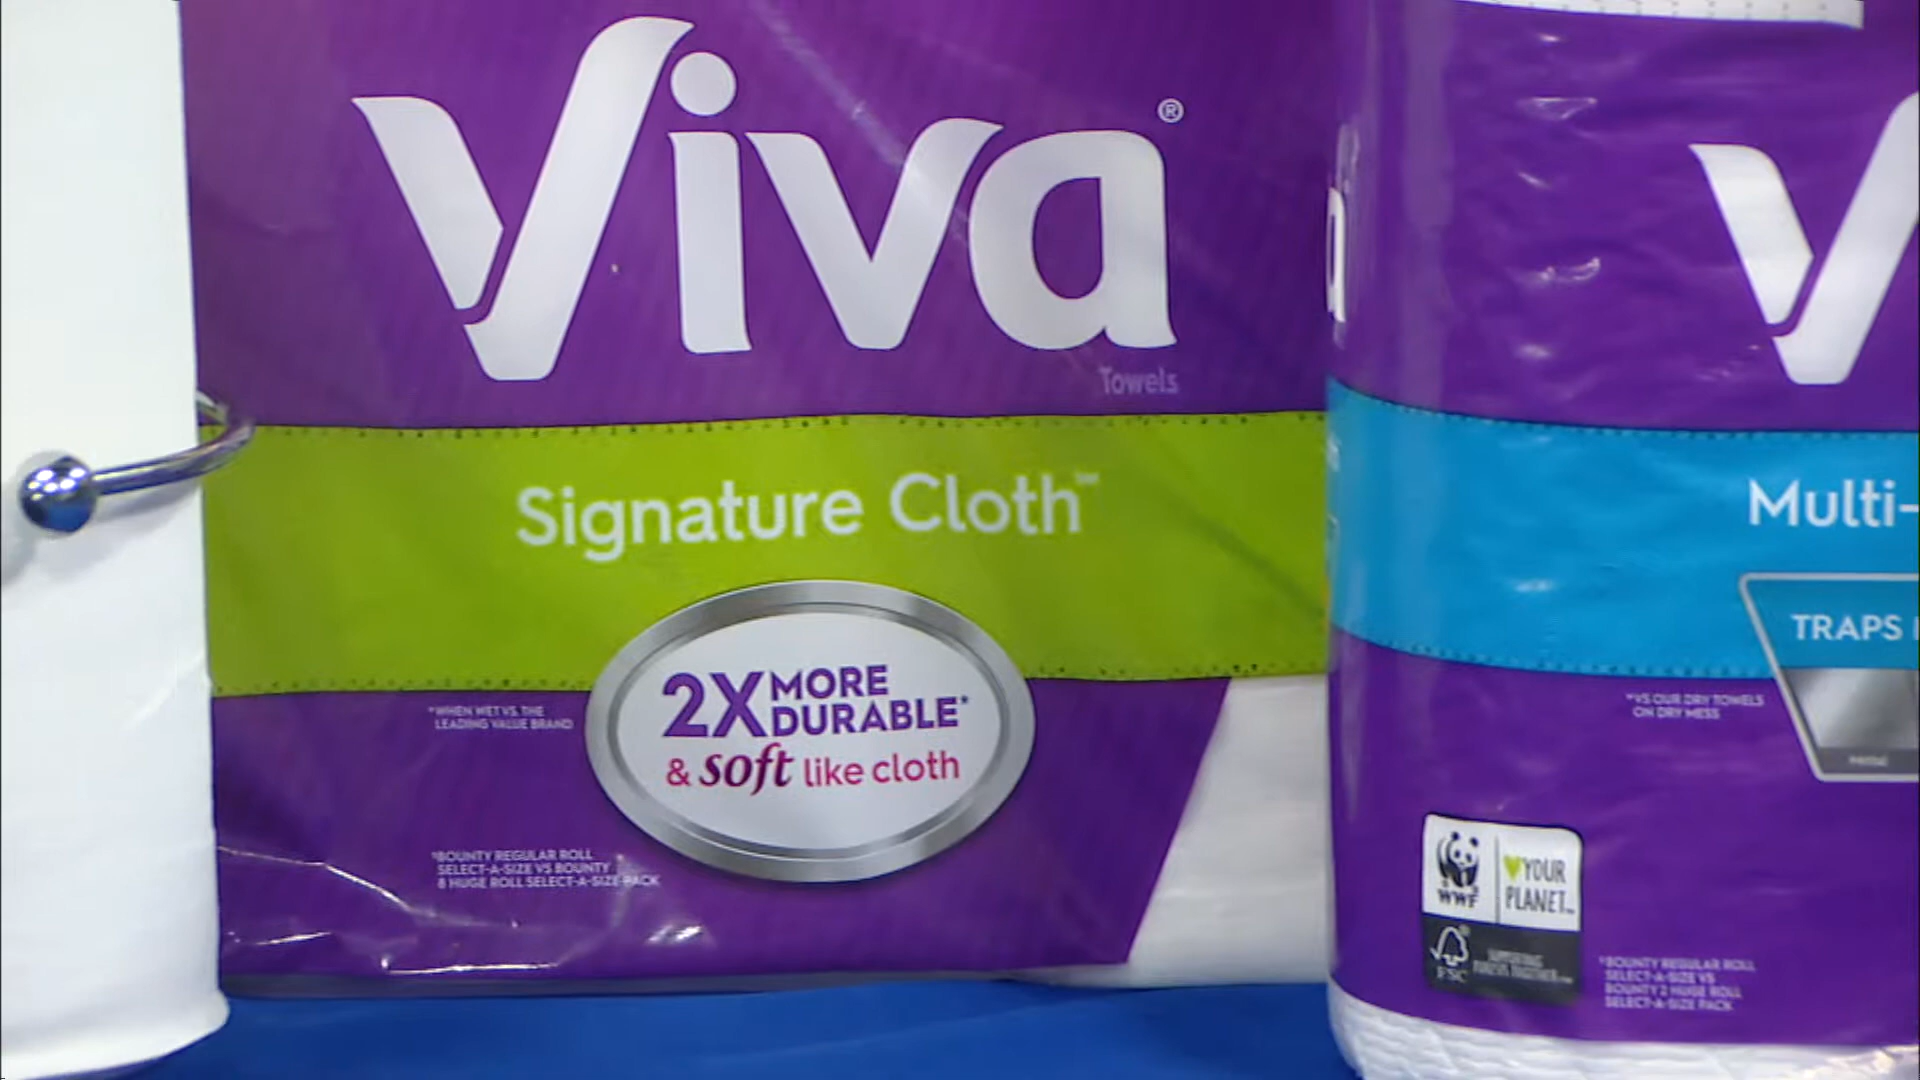 Viva®
Towels
Signature Cloth™
*WHEN WET VS. THE
LEADING VALUE BRAND
2X MORE
DURABLE*
& soft like cloth
BOUNTY REGULAR ROLL
SELECT-A-SIZE VS BOUNTY
8 HUGE ROLL SELECT-A-SIZE PACK
V
Multi-
TRAPS
*VS OUR DRY TOWELS
ON DRY MESS
WWF
YOUR
PLANET™
FSC
BOUNTY REGULAR ROLL
SELECT-A-SIZE VS
BOUNTY 2 HUGE ROLL
SELECT-A-SIZE PACK